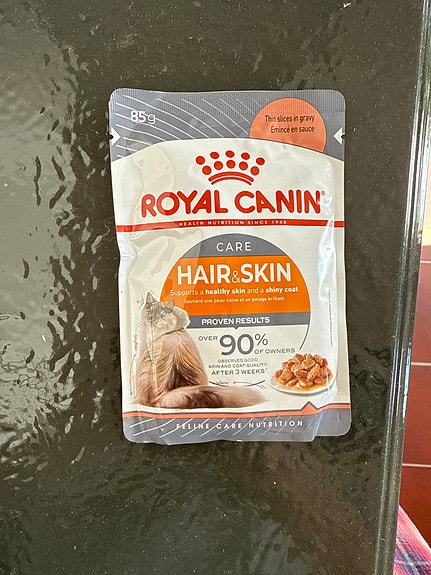 85g
Thin slices in gravy
Émincé en sauce
ROYAL CANIN
HEALTH NUTRITION SINCE 1968
CARE
HAIR&SKIN
Supports a healthy skin and a shiny coat
Soutient une peau saine et un pelage brillant
PROVEN RESULTS
OVER 90% OF OWNERS
OBSERVED GOOD
SKIN AND COAT QUALITY
AFTER 3 WEEKS
FELINE CARE NUTRITION